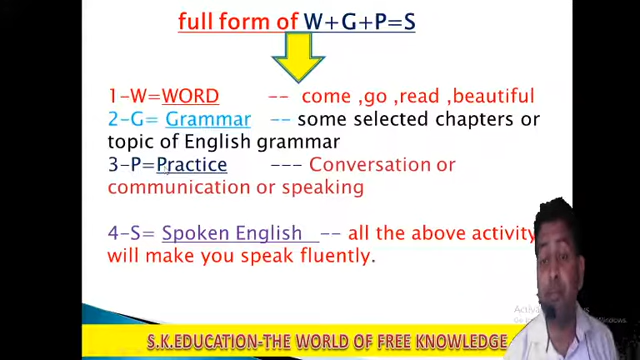 full form of W+G+P=S
1-W=WORD -- come ,go ,read ,beautiful
2-G= Grammar -- some selected chapters or
topic of English grammar
3-P=Practice --- Conversation or
communication or speaking
4-S= Spoken English -- all the above activity
will make you speak fluently.
S.K.EDUCATION-THE WORLD OF FREE KNOWLEDGE